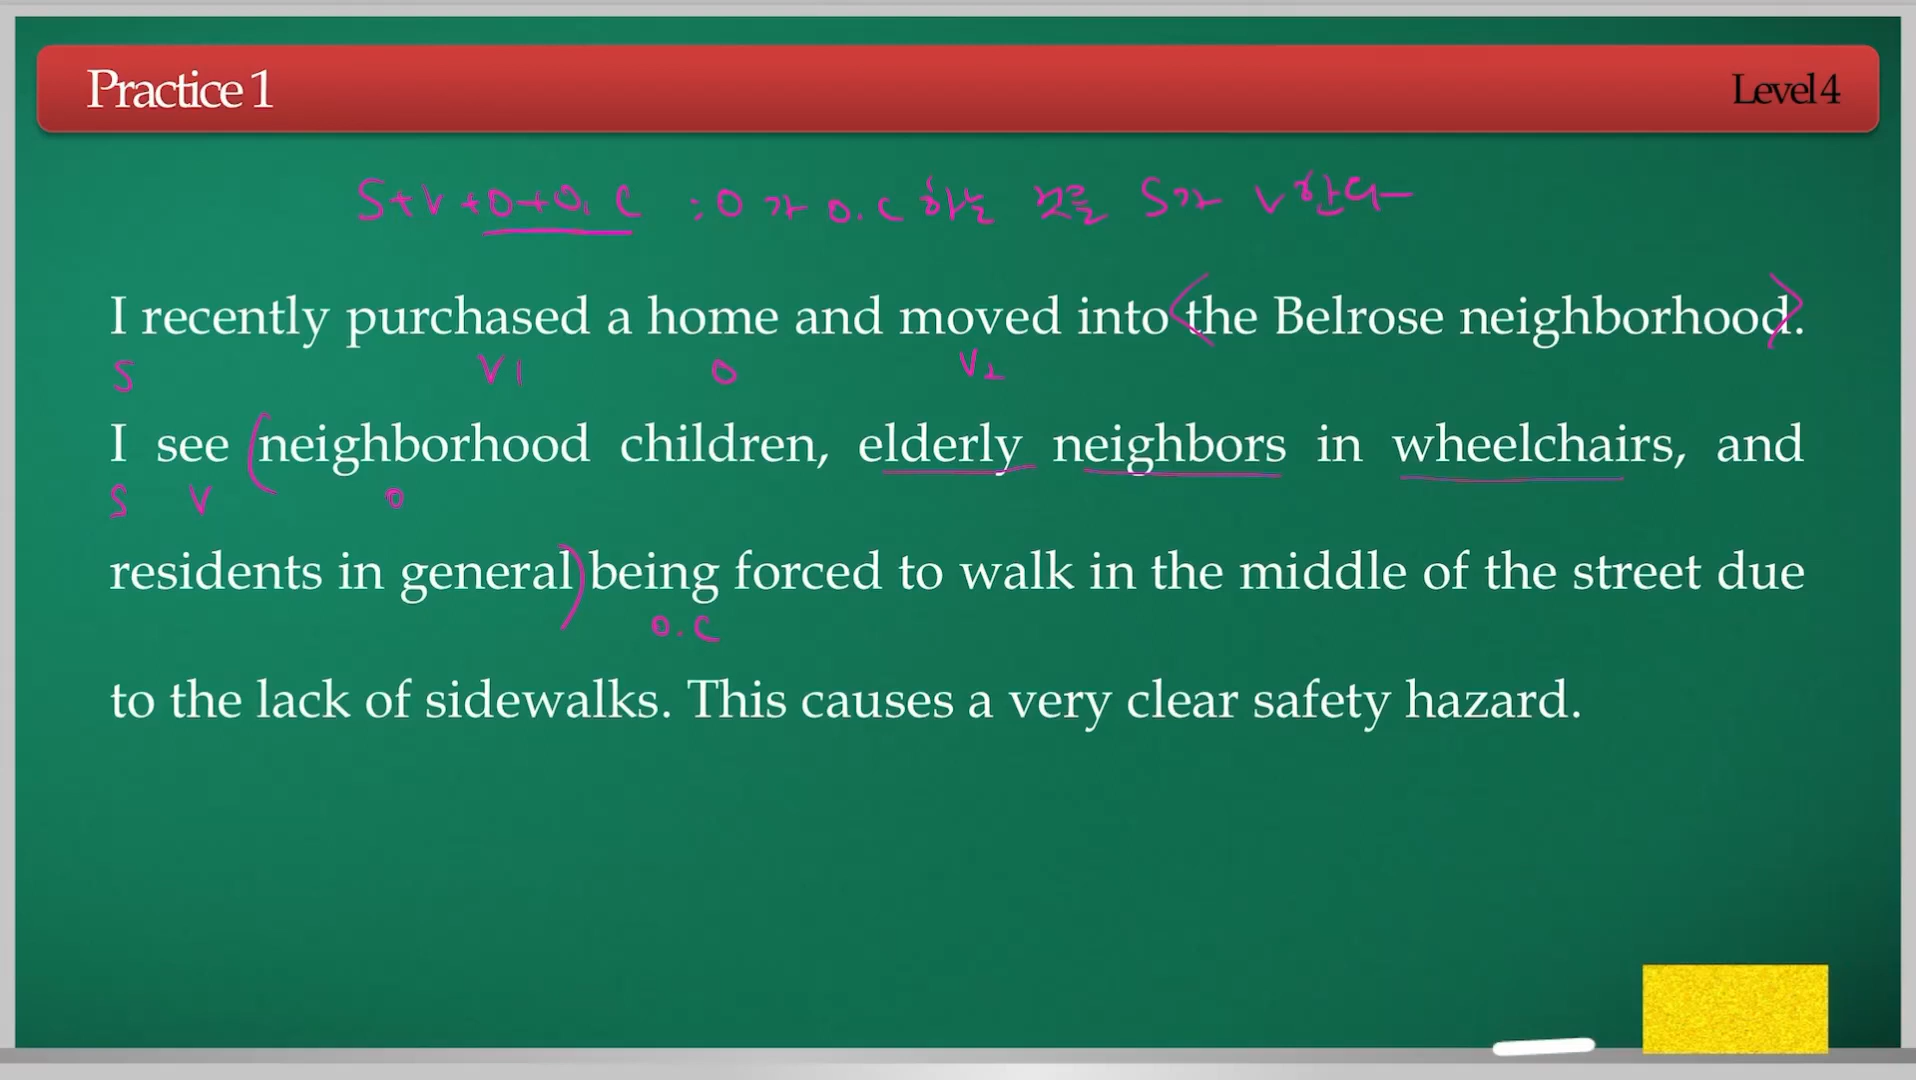 Practice 1
Level 4
S+V+O+O.C : O가 O.C 하는 것을 S가 V한다
I recently purchased a home and moved into <the Belrose neighborhood>.
S V1 O V2
I see (neighborhood children, elderly neighbors in wheelchairs, and
S V O
residents in general) being forced to walk in the middle of the street due
O.C
to the lack of sidewalks. This causes a very clear safety hazard.